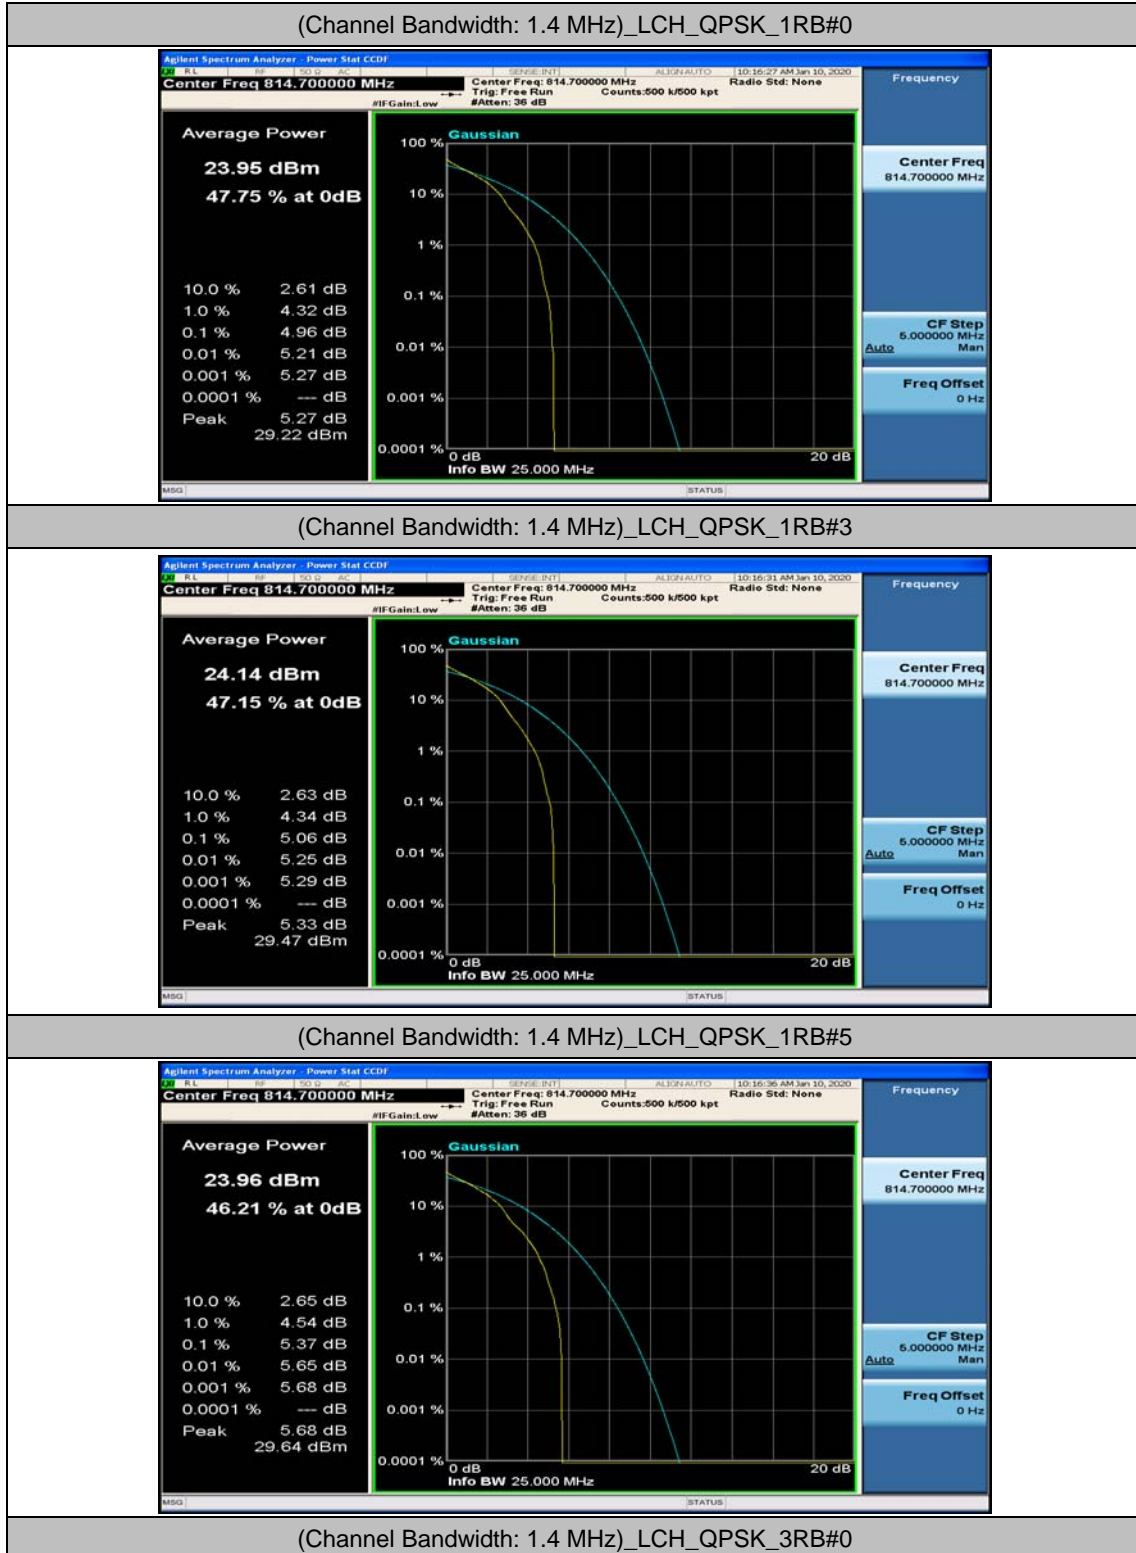 (Channel Bandwidth: 1.4 MHz)_LCH_QPSK_1RB#0
Agilent Spectrum Analyzer - Power Stat CCDF
RL RF 50 Ω AC SENSE:INT ALIGN AUTO 10:16:27 AM Jan 10, 2020
Center Freq 814.700000 MHz
Center Freq: 814.700000 MHz Radio Std: None
Trig: Free Run Counts:500 k/500 kpt
#IFGain:Low #Atten: 36 dB
Frequency
Average Power
23.95 dBm
47.75 % at 0dB
10.0 % 2.61 dB
1.0 % 4.32 dB
0.1 % 4.96 dB
0.01 % 5.21 dB
0.001 % 5.27 dB
0.0001 % --- dB
Peak 5.27 dB
29.22 dBm
Gaussian
100 %
10 %
1 %
0.1 %
0.01 %
0.001 %
0.0001 %
0 dB 20 dB
Info BW 25.000 MHz
Center Freq
814.700000 MHz
CF Step
5.000000 MHz
Auto Man
Freq Offset
0 Hz
MSG STATUS
(Channel Bandwidth: 1.4 MHz)_LCH_QPSK_1RB#3
Agilent Spectrum Analyzer - Power Stat CCDF
RL RF 50 Ω AC SENSE:INT ALIGN AUTO 10:16:31 AM Jan 10, 2020
Center Freq 814.700000 MHz
Center Freq: 814.700000 MHz Radio Std: None
Trig: Free Run Counts:500 k/500 kpt
#IFGain:Low #Atten: 36 dB
Frequency
Average Power
24.14 dBm
47.15 % at 0dB
10.0 % 2.63 dB
1.0 % 4.34 dB
0.1 % 5.06 dB
0.01 % 5.25 dB
0.001 % 5.29 dB
0.0001 % --- dB
Peak 5.33 dB
29.47 dBm
Gaussian
100 %
10 %
1 %
0.1 %
0.01 %
0.001 %
0.0001 %
0 dB 20 dB
Info BW 25.000 MHz
Center Freq
814.700000 MHz
CF Step
5.000000 MHz
Auto Man
Freq Offset
0 Hz
MSG STATUS
(Channel Bandwidth: 1.4 MHz)_LCH_QPSK_1RB#5
Agilent Spectrum Analyzer - Power Stat CCDF
RL RF 50 Ω AC SENSE:INT ALIGN AUTO 10:16:36 AM Jan 10, 2020
Center Freq 814.700000 MHz
Center Freq: 814.700000 MHz Radio Std: None
Trig: Free Run Counts:500 k/500 kpt
#IFGain:Low #Atten: 36 dB
Frequency
Average Power
23.96 dBm
46.21 % at 0dB
10.0 % 2.65 dB
1.0 % 4.54 dB
0.1 % 5.37 dB
0.01 % 5.65 dB
0.001 % 5.68 dB
0.0001 % --- dB
Peak 5.68 dB
29.64 dBm
Gaussian
100 %
10 %
1 %
0.1 %
0.01 %
0.001 %
0.0001 %
0 dB 20 dB
Info BW 25.000 MHz
Center Freq
814.700000 MHz
CF Step
5.000000 MHz
Auto Man
Freq Offset
0 Hz
MSG STATUS
(Channel Bandwidth: 1.4 MHz)_LCH_QPSK_3RB#0